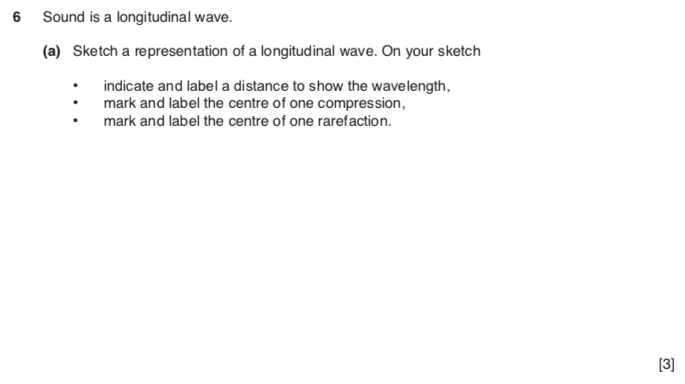 6 Sound is a longitudinal wave.
(a) Sketch a representation of a longitudinal wave. On your sketch
• indicate and label a distance to show the wavelength,
• mark and label the centre of one compression,
• mark and label the centre of one rarefaction.
[3]